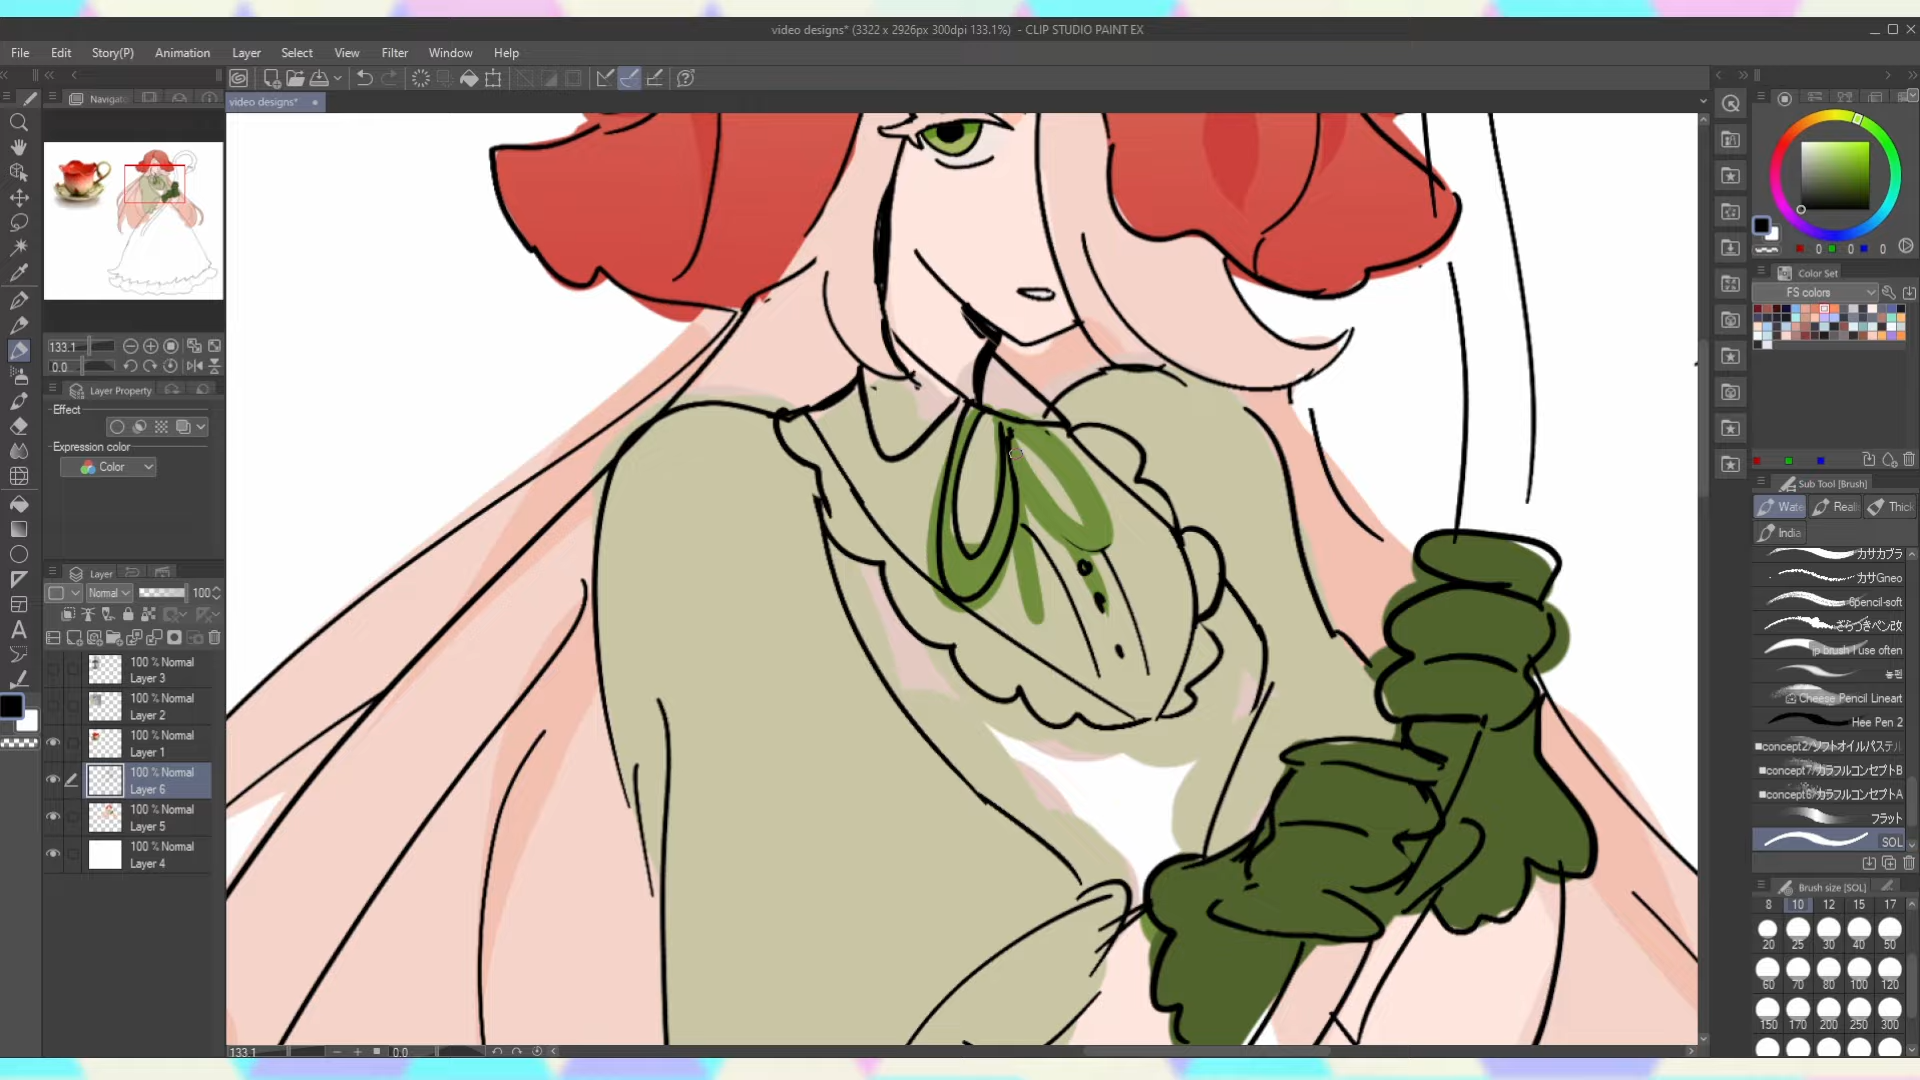 video designs* (3322 x 2926px 300dpi 133.1%) - CLIP STUDIO PAINT EX
File Edit Story(P) Animation Layer Select View Filter Window Help
Navigat
video designs*
133.1
0.0
Layer Property
Effect
Expression color
Color
Layer
Normal 100
100 % Normal
Layer 3
100 % Normal
Layer 2
100 % Normal
Layer 1
100 % Normal
Layer 6
100 % Normal
Layer 5
100 % Normal
Layer 4
133.1 0.0
0 0 0
Color Set
FS colors
Sub Tool [Brush]
Wate Reali Thick
India
カサカブラ
カサGneo
6pencil-soft
ざらつきペン改
jp brush I use often
Cheese Pencil Lineart
Hee Pen 2
■concept2/ソフトオイルパステル
■concept7/カラフルコンセプトB
■concept6/カラフルコンセプトA
フラット
SOL
Brush size [SOL]
8 10 12 15 17
20 25 30 40 50
60 70 80 100 120
150 170 200 250 300
A